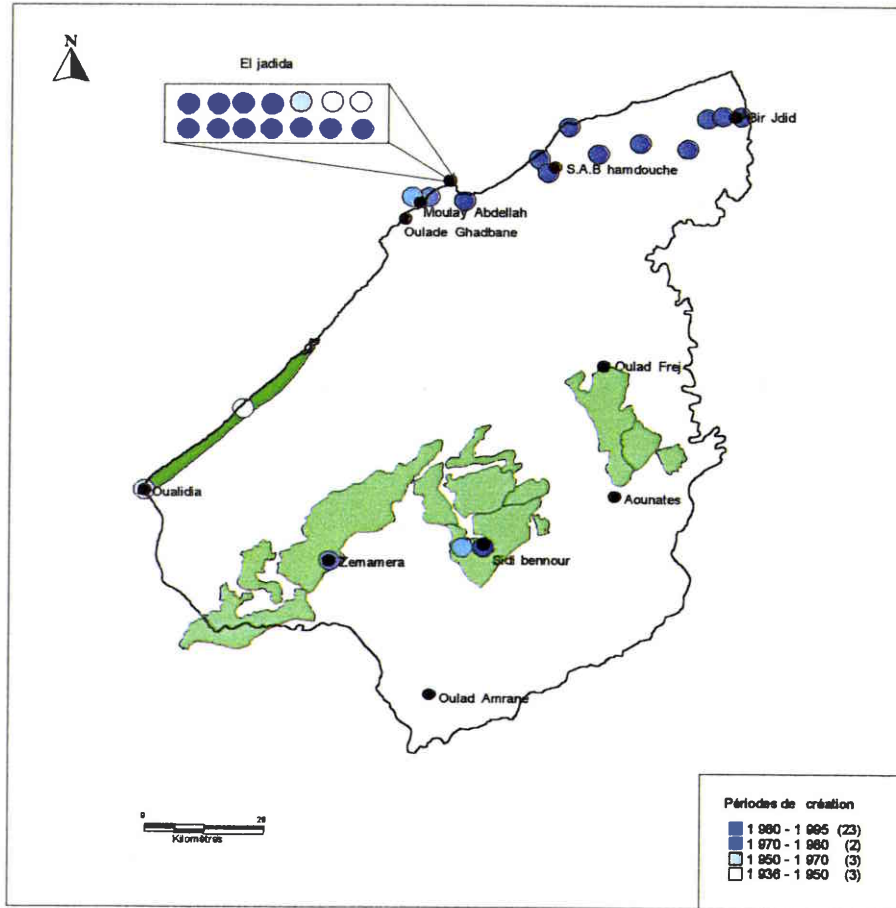 N
El jadida
Bir Jdid
S.A.B hamdouche
Moulay Abdellah
Oulade Ghadbane
Oulad Frej
Oualidia
Aounates
Zemamera
Sidi bennour
Oulad Amrane
Kilomètres
Périodes de création
1 980 - 1 995 (23)
1 970 - 1 980 (2)
1 950 - 1 970 (3)
1 936 - 1 950 (3)